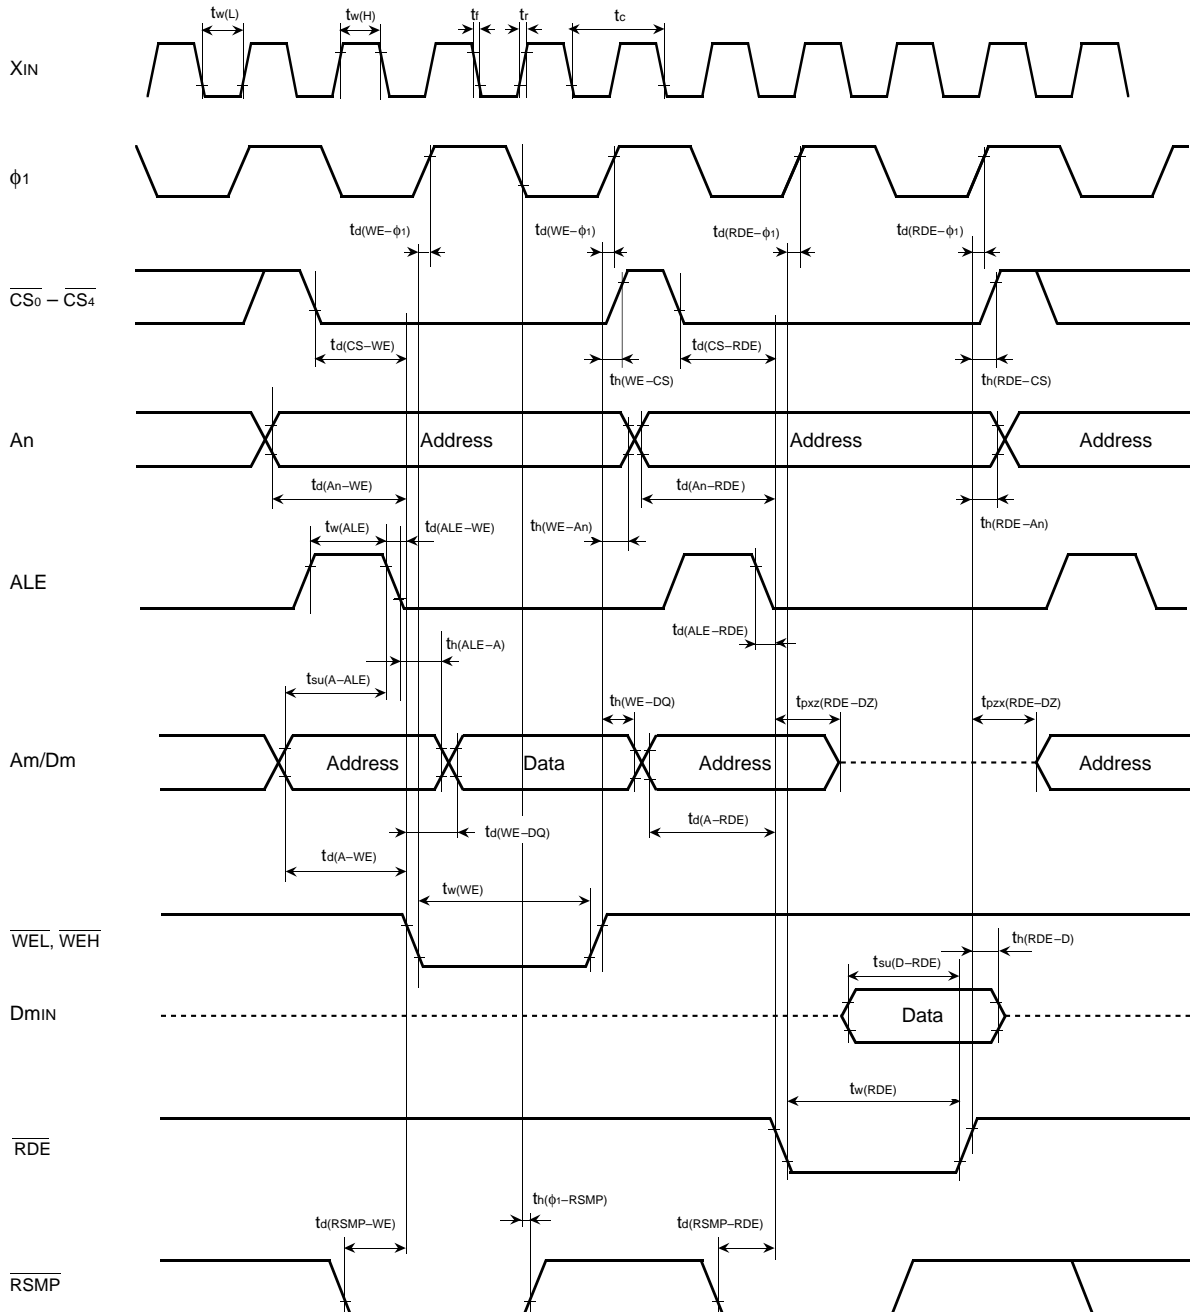 tw(L) tw(H) tf tr tc
XIN
ϕ1
td(WE–ϕ1) td(WE–ϕ1) td(RDE–ϕ1) td(RDE–ϕ1)
CS0 – CS4
td(CS–WE) td(CS–RDE)
th(WE–CS) th(RDE–CS)
An Address Address Address
td(An–WE) td(An–RDE)
tw(ALE) td(ALE–WE) th(WE–An) th(RDE–An)
ALE
td(ALE–RDE)
th(ALE–A)
tsu(A–ALE)
th(WE–DQ) tpxz(RDE–DZ) tpzx(RDE–DZ)
Am/Dm Address Data Address Address
td(WE–DQ) td(A–RDE)
td(A–WE)
tw(WE)
WEL, WEH
th(RDE–D)
tsu(D–RDE)
DmIN Data
tw(RDE)
RDE
th(ϕ1–RSMP)
td(RSMP–WE) td(RSMP–RDE)
RSMP